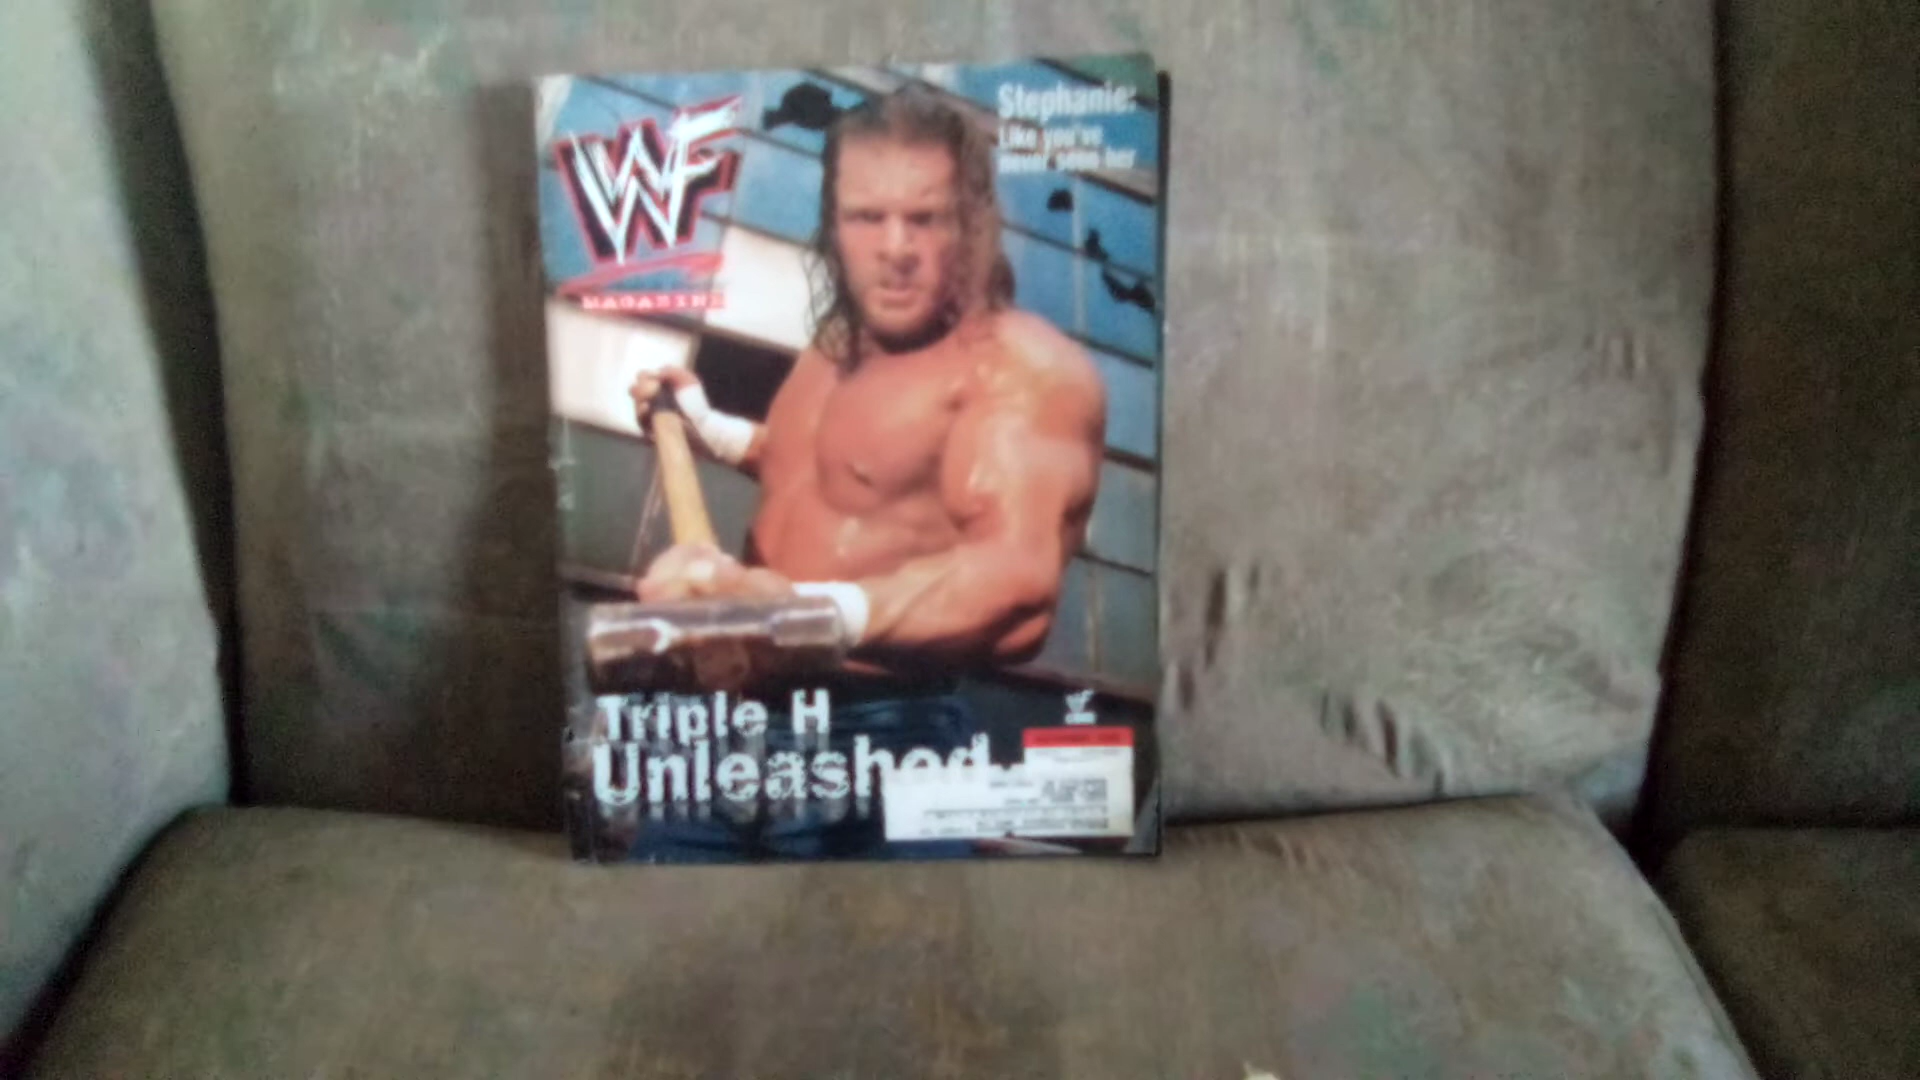 WWF
MAGAZINE
Stephanie:
Like you've
never seen her
Triple H
Unleashed